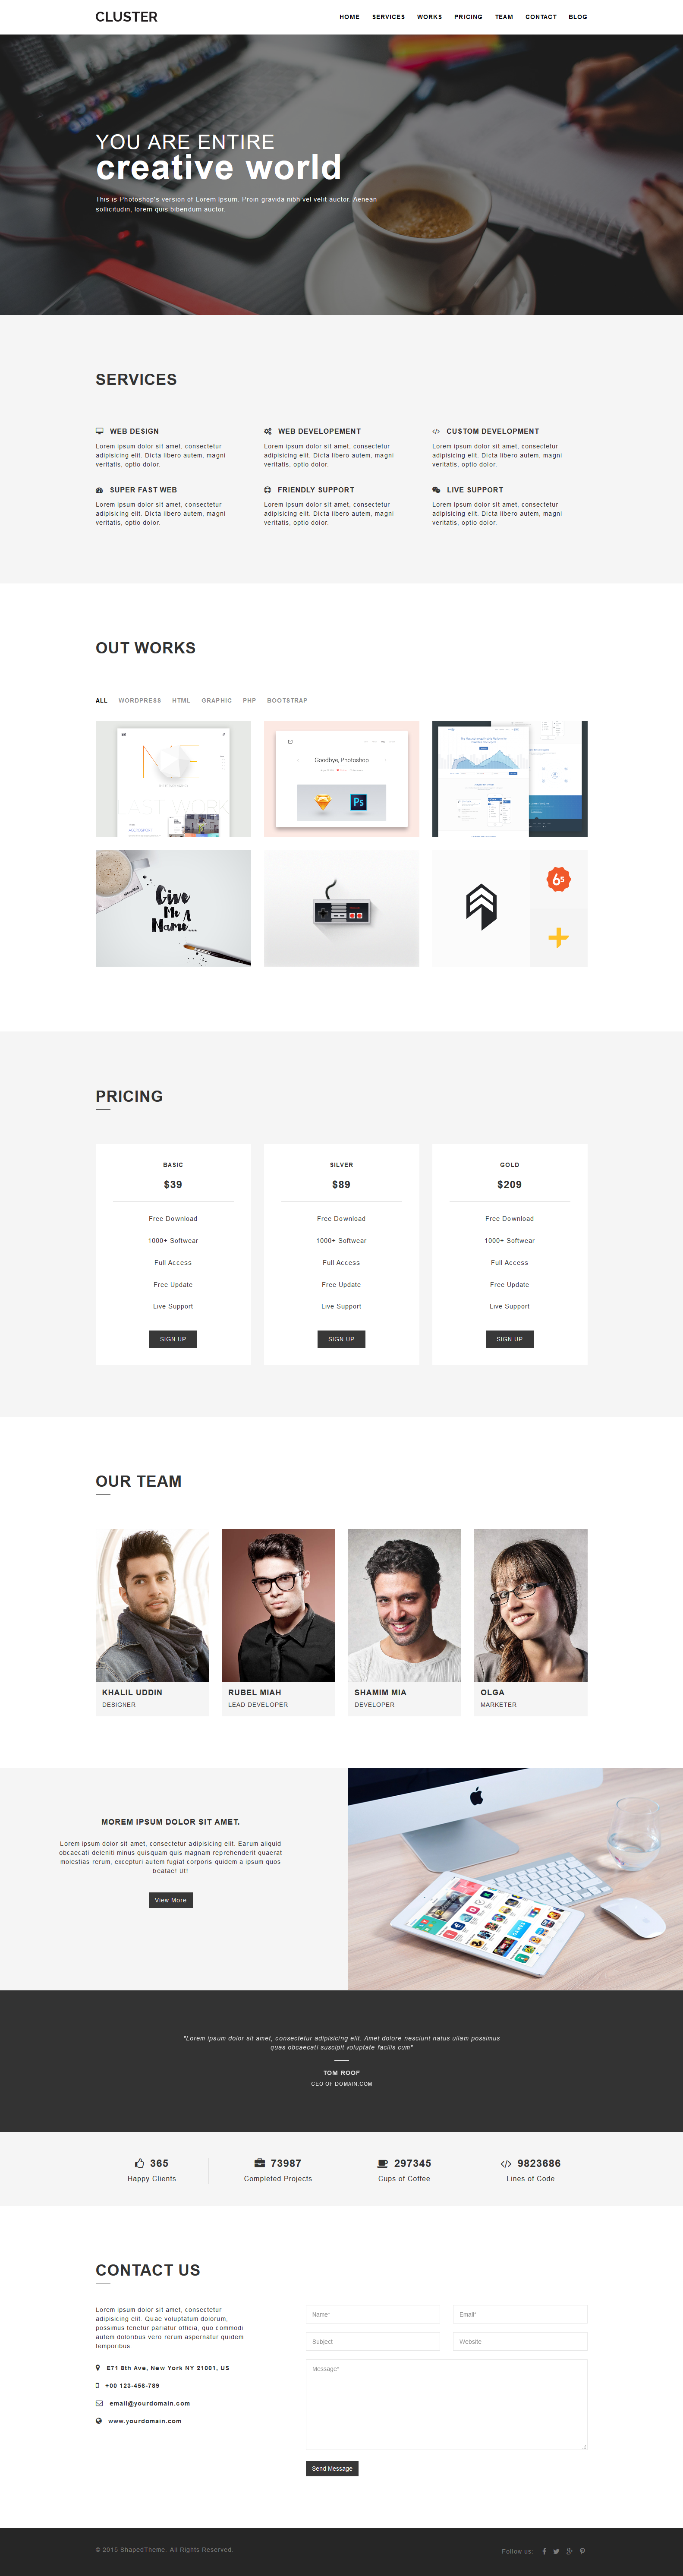 CLUSTER
HOME SERVICES WORKS PRICING TEAM CONTACT BLOG
YOU ARE ENTIRE
creative world
This is Photoshop's version of Lorem Ipsum. Proin gravida nibh vel velit auctor. Aenean
sollicitudin, lorem quis bibendum auctor.
SERVICES
WEB DESIGN
Lorem ipsum dolor sit amet, consectetur
adipisicing elit. Dicta libero autem, magni
veritatis, optio dolor.
WEB DEVELOPEMENT
Lorem ipsum dolor sit amet, consectetur
adipisicing elit. Dicta libero autem, magni
veritatis, optio dolor.
CUSTOM DEVELOPMENT
Lorem ipsum dolor sit amet, consectetur
adipisicing elit. Dicta libero autem, magni
veritatis, optio dolor.
SUPER FAST WEB
Lorem ipsum dolor sit amet, consectetur
adipisicing elit. Dicta libero autem, magni
veritatis, optio dolor.
FRIENDLY SUPPORT
Lorem ipsum dolor sit amet, consectetur
adipisicing elit. Dicta libero autem, magni
veritatis, optio dolor.
LIVE SUPPORT
Lorem ipsum dolor sit amet, consectetur
adipisicing elit. Dicta libero autem, magni
veritatis, optio dolor.
OUT WORKS
ALL WORDPRESS HTML GRAPHIC PHP BOOTSTRAP
AST WORK
Goodbye, Photoshop
Ps
Give
Me A
Name...
65
PRICING
BASIC
$39
Free Download
1000+ Softwear
Full Access
Free Update
Live Support
SIGN UP
SILVER
$89
Free Download
1000+ Softwear
Full Access
Free Update
Live Support
SIGN UP
GOLD
$209
Free Download
1000+ Softwear
Full Access
Free Update
Live Support
SIGN UP
OUR TEAM
KHALIL UDDIN
DESIGNER
RUBEL MIAH
LEAD DEVELOPER
SHAMIM MIA
DEVELOPER
OLGA
MARKETER
MOREM IPSUM DOLOR SIT AMET.
Lorem ipsum dolor sit amet, consectetur adipisicing elit. Earum aliquid
obcaecati deleniti minus quisquam quis magnam reprehenderit quaerat
molestias rerum, excepturi autem fugiat corporis quidem a ipsum quos
beatae! Ut!
View More
"Lorem ipsum dolor sit amet, consectetur adipisicing elit. Amet dolore nesciunt natus ullam possimus
quas obcaecati suscipit voluptate facilis cum"
TOM ROOF
CEO OF DOMAIN.COM
365
Happy Clients
73987
Completed Projects
297345
Cups of Coffee
9823686
Lines of Code
CONTACT US
Lorem ipsum dolor sit amet, consectetur
adipisicing elit. Quae voluptatum dolorum,
possimus tenetur pariatur officia, quo commodi
autem doloribus vero rerum aspernatur quidem
temporibus.
E71 8th Ave, New York NY 21001, US
+00 123-456-789
email@yourdomain.com
www.yourdomain.com
Name*
Email*
Subject
Website
Message*
Send Message
© 2015 ShapedTheme. All Rights Reserved.
Follow us: